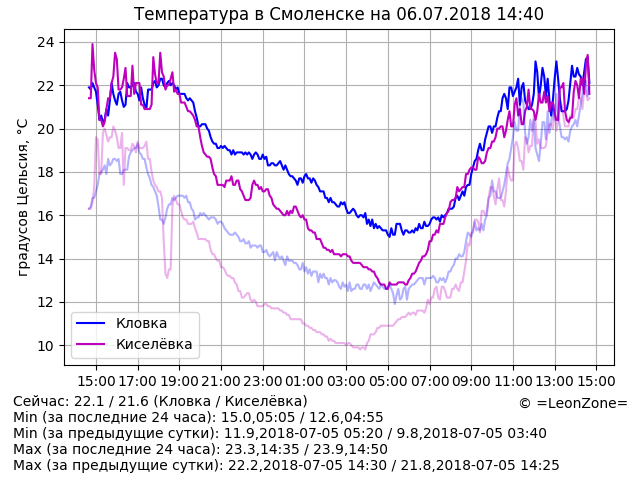 Температура в Смоленске на 06.07.2018 14:40
24
22
20
18
16
14
12
10
градусов Цельсия, °C
Кловка
Киселёвка
15:00 17:00 19:00 21:00 23:00 01:00 03:00 05:00 07:00 09:00 11:00 13:00 15:00
Сейчас: 22.1 / 21.6 (Кловка / Киселёвка)
© =LeonZone=
Min (за последние 24 часа): 15.0,05:05 / 12.6,04:55
Min (за предыдущие сутки): 11.9,2018-07-05 05:20 / 9.8,2018-07-05 03:40
Max (за последние 24 часа): 23.3,14:35 / 23.9,14:50
Max (за предыдущие сутки): 22.2,2018-07-05 14:30 / 21.8,2018-07-05 14:25